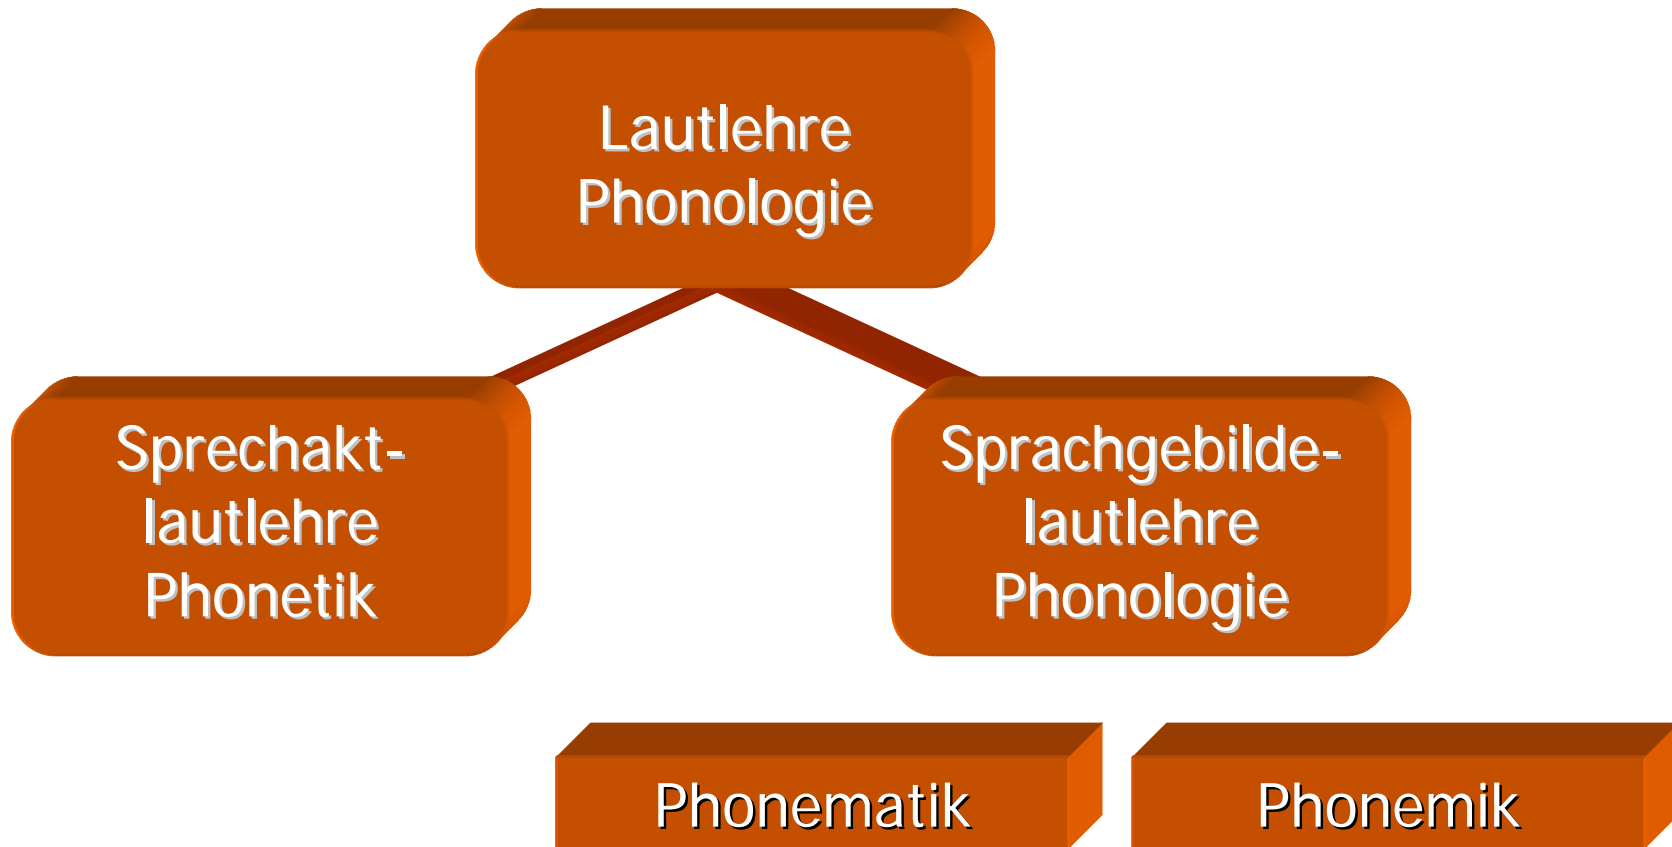 Lautlehre
Phonologie
Sprechakt-
lautlehre
Phonetik
Sprachgebilde-
lautlehre
Phonologie
Phonematik
Phonemik